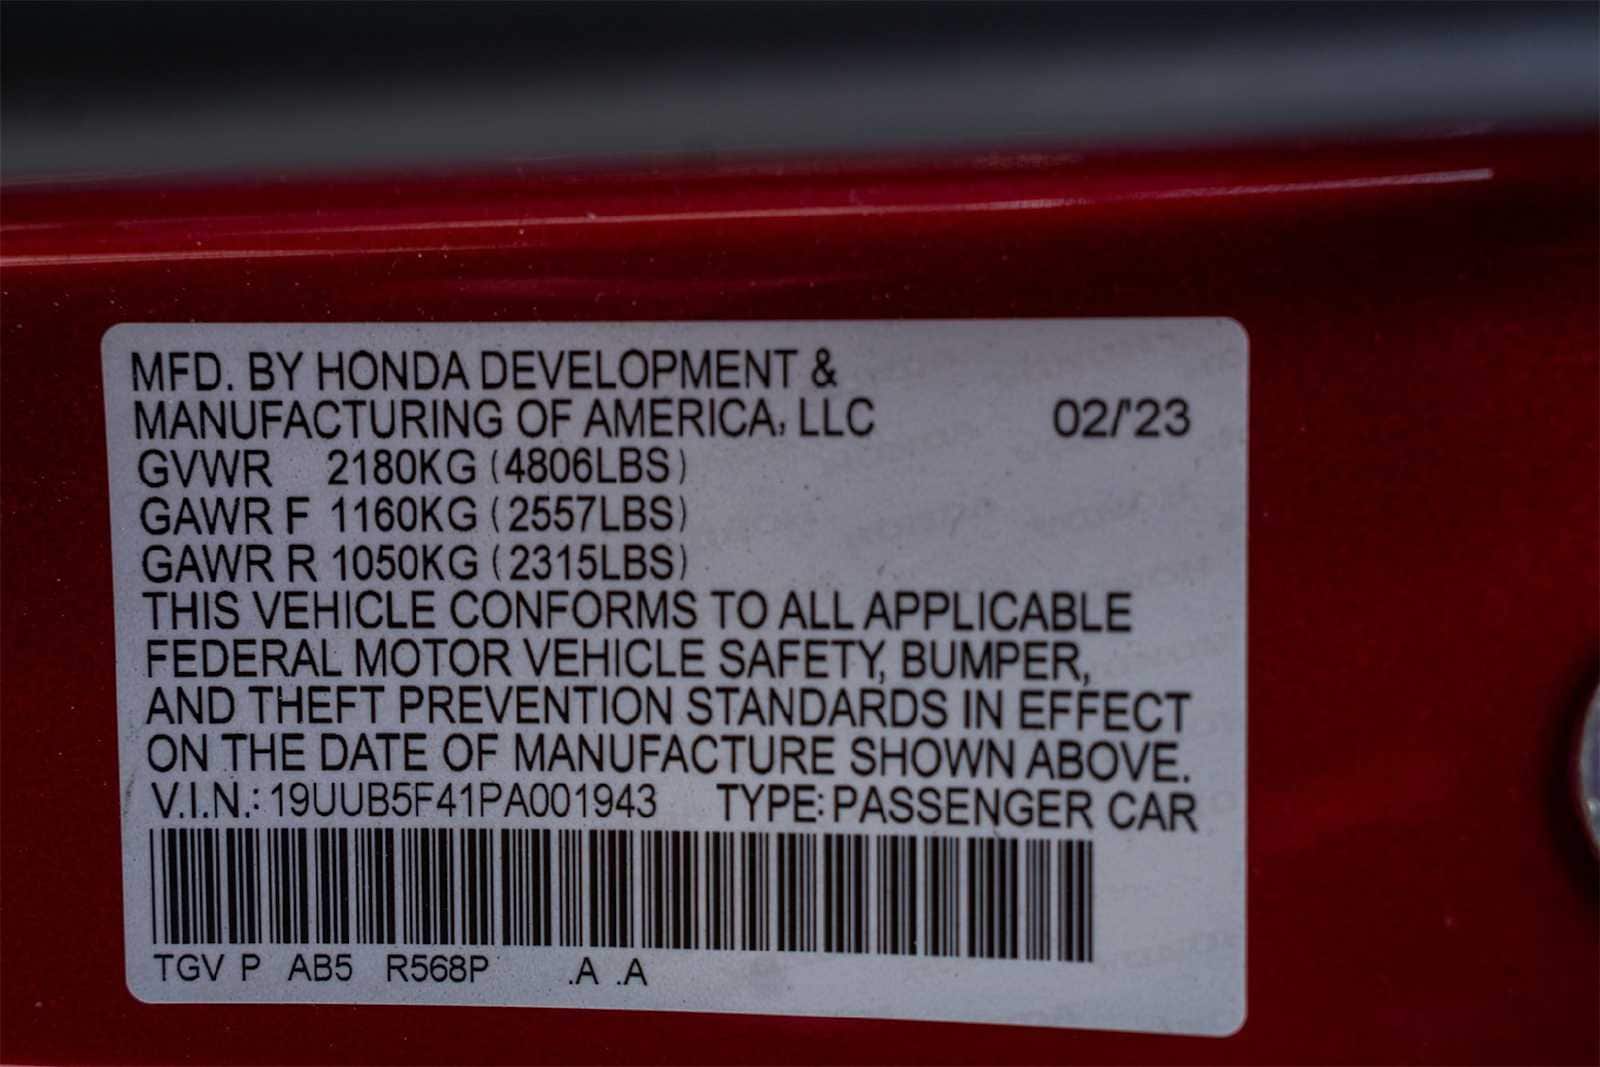 MFD. BY HONDA DEVELOPMENT &
MANUFACTURING OF AMERICA, LLC 02/'23
GVWR 2180KG (4806LBS)
GAWR F 1160KG (2557LBS)
GAWR R 1050KG (2315LBS)
THIS VEHICLE CONFORMS TO ALL APPLICABLE
FEDERAL MOTOR VEHICLE SAFETY, BUMPER,
AND THEFT PREVENTION STANDARDS IN EFFECT
ON THE DATE OF MANUFACTURE SHOWN ABOVE.
V.I.N.: 19UUB5F41PA001943 TYPE: PASSENGER CAR
TGV P AB5 R568P .A .A